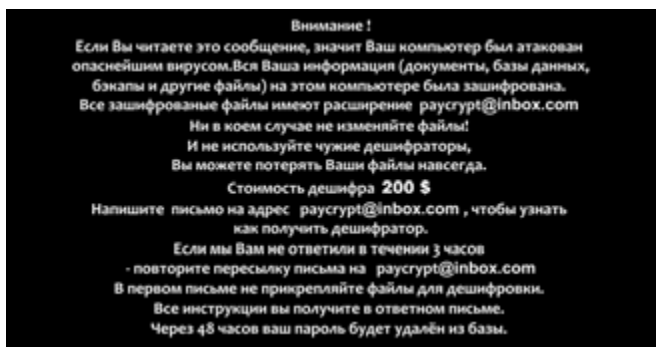 Внимание !
Если Вы читаете это сообщение, значит Ваш компьютер был атакован
опаснейшим вирусом.Вся Ваша информация (документы, базы данных,
бэкапы и другие файлы) на этом компьютере была зашифрована.
Все зашифрованые файлы имеют расширение paycrypt@inbox.com
Ни в коем случае не изменяйте файлы!
И не используйте чужие дешифраторы,
Вы можете потерять Ваши файлы навсегда.
Стоимость дешифра 200 $
Напишите письмо на адрес paycrypt@inbox.com , чтобы узнать
как получить дешифратор.
Если мы Вам не ответили в течении 3 часов
- повторите пересылку письма на paycrypt@inbox.com
В первом письме не прикрепляйте файлы для дешифровки.
Все инструкции вы получите в ответном письме.
Через 48 часов ваш пароль будет удалён из базы.